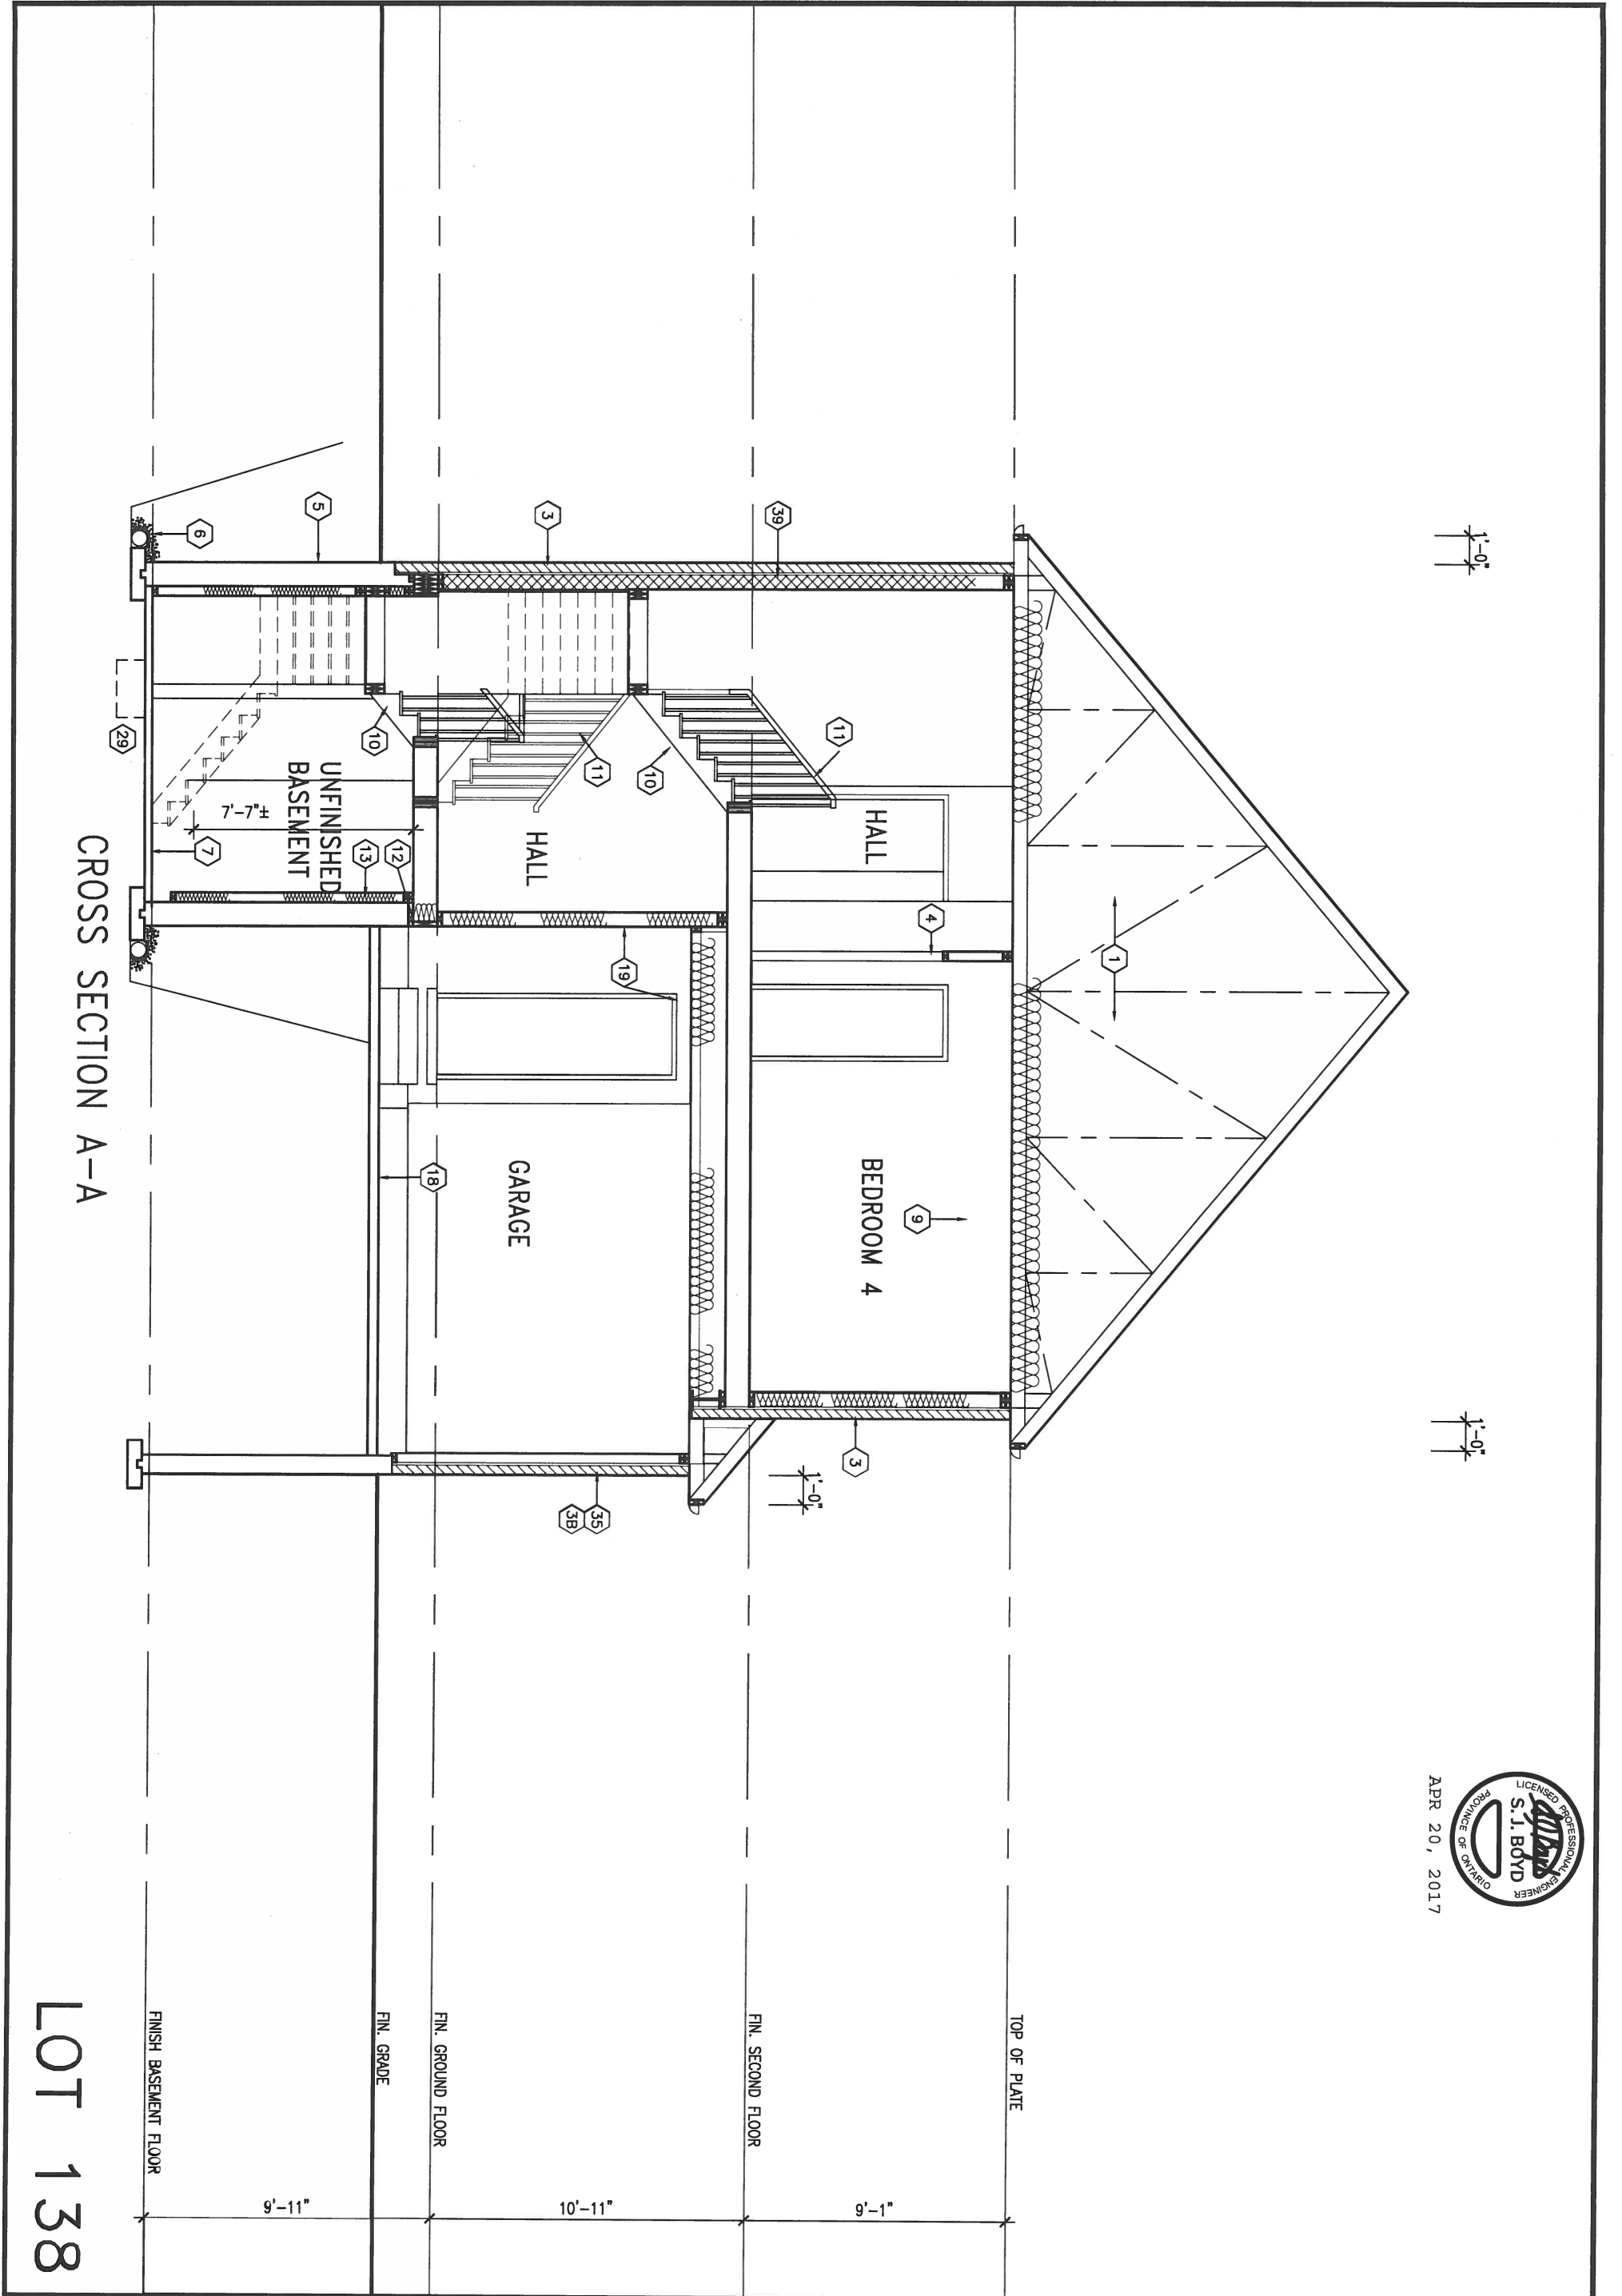 1'-0"
1'-0"
LICENSED PROFESSIONAL ENGINEER
S. J. BOYD
PROVINCE OF ONTARIO
APR 20, 2017
1
TOP OF PLATE
39
11
HALL
4
9
BEDROOM 4
3
1'-0"
9'-1"
FIN. SECOND FLOOR
3
10
11
HALL
19
GARAGE
35
3B
10'-11"
FIN. GROUND FLOOR
18
5
10
12
13
UNFINISHED
BASEMENT
7'-7"±
FIN. GRADE
9'-11"
6
7
29
FINISH BASEMENT FLOOR
CROSS SECTION A-A
LOT 138